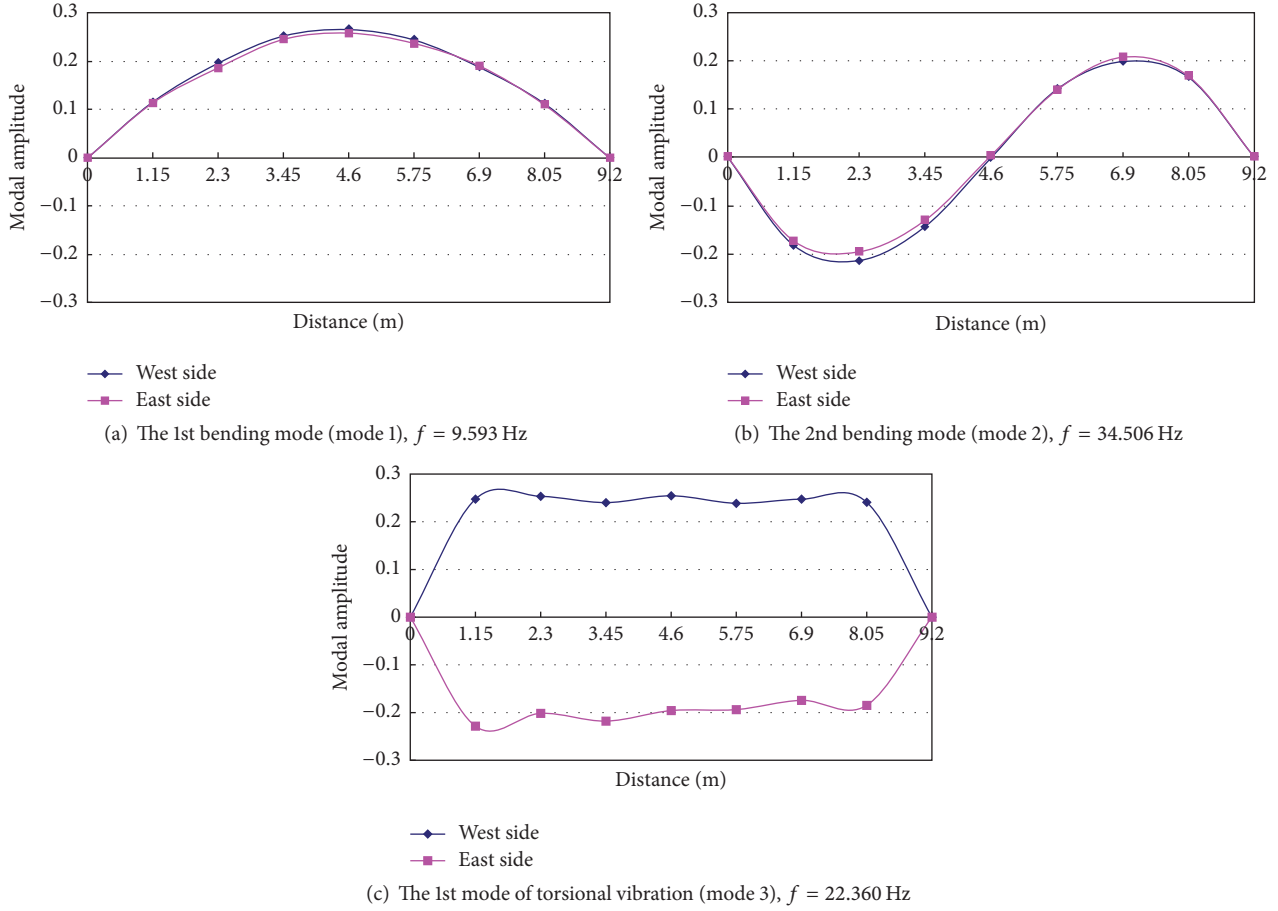 0.3
0.2
0.1
0
−0.1
−0.2
−0.3
Modal amplitude
0 1.15 2.3 3.45 4.6 5.75 6.9 8.05 9.2
Distance (m)
West side
East side
(a) The 1st bending mode (mode 1), f = 9.593 Hz
0.3
0.2
0.1
0
−0.1
−0.2
−0.3
Modal amplitude
0 1.15 2.3 3.45 4.6 5.75 6.9 8.05 9.2
Distance (m)
West side
East side
(b) The 2nd bending mode (mode 2), f = 34.506 Hz
0.3
0.2
0.1
0
−0.1
−0.2
−0.3
Modal amplitude
0 1.15 2.3 3.45 4.6 5.75 6.9 8.05 9.2
Distance (m)
West side
East side
(c) The 1st mode of torsional vibration (mode 3), f = 22.360 Hz